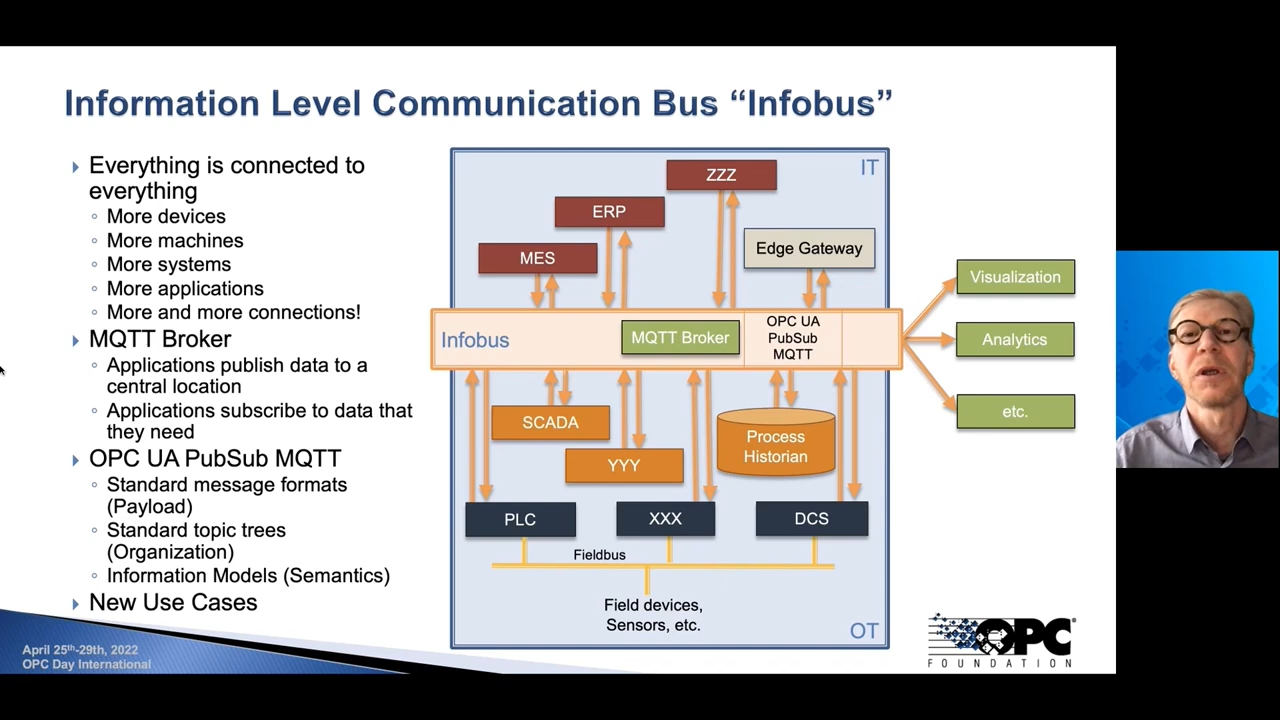 Information Level Communication Bus “Infobus”
Everything is connected to
everything
More devices
More machines
More systems
More applications
More and more connections!
MQTT Broker
Applications publish data to a
central location
Applications subscribe to data that
they need
OPC UA PubSub MQTT
Standard message formats
(Payload)
Standard topic trees
(Organization)
Information Models (Semantics)
New Use Cases
IT
ZZZ
ERP
MES
Edge Gateway
Infobus
MQTT Broker
OPC UA
PubSub
MQTT
Visualization
Analytics
etc.
SCADA
YYY
Process
Historian
PLC
XXX
DCS
Fieldbus
Field devices,
Sensors, etc.
OT
April 25th-29th, 2022
OPC Day International
OPC
FOUNDATION